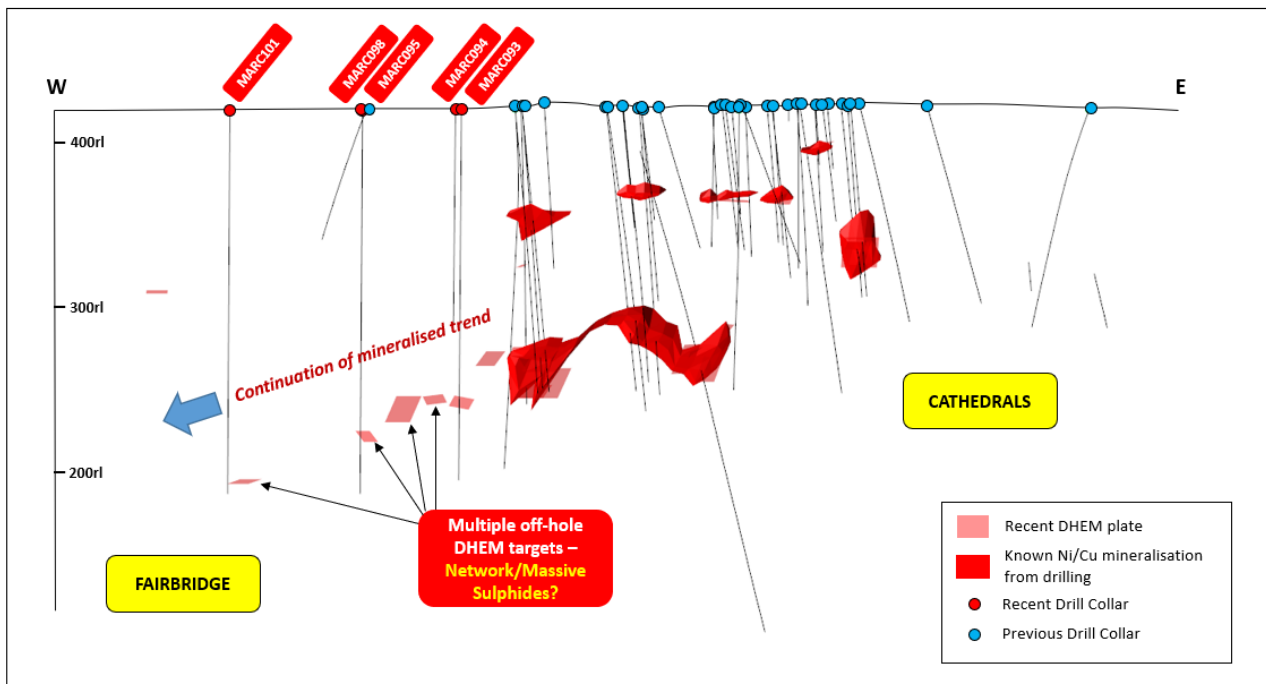 MARC101
MARC098
MARC095
MARC094
MARC093
W
E
400rl
300rl
200rl
Continuation of mineralised trend
CATHEDRALS
FAIRBRIDGE
Multiple off-hole
DHEM targets –
Network/Massive
Sulphides?
Recent DHEM plate
Known Ni/Cu mineralisation
from drilling
Recent Drill Collar
Previous Drill Collar